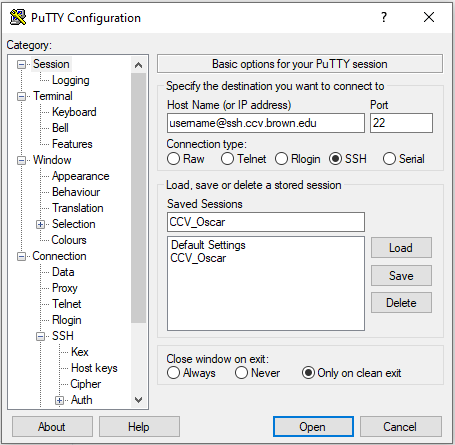 PuTTY Configuration
?
Category:
Session
Logging
Terminal
Keyboard
Bell
Features
Window
Appearance
Behaviour
Translation
Selection
Colours
Connection
Data
Proxy
Telnet
Rlogin
SSH
Kex
Host keys
Cipher
Auth
Basic options for your PuTTY session
Specify the destination you want to connect to
Host Name (or IP address) Port
username@ssh.ccv.brown.edu 22
Connection type:
Raw Telnet Rlogin SSH Serial
Load, save or delete a stored session
Saved Sessions
CCV_Oscar
Default Settings
CCV_Oscar
Load
Save
Delete
Close window on exit:
Always Never Only on clean exit
About Help Open Cancel